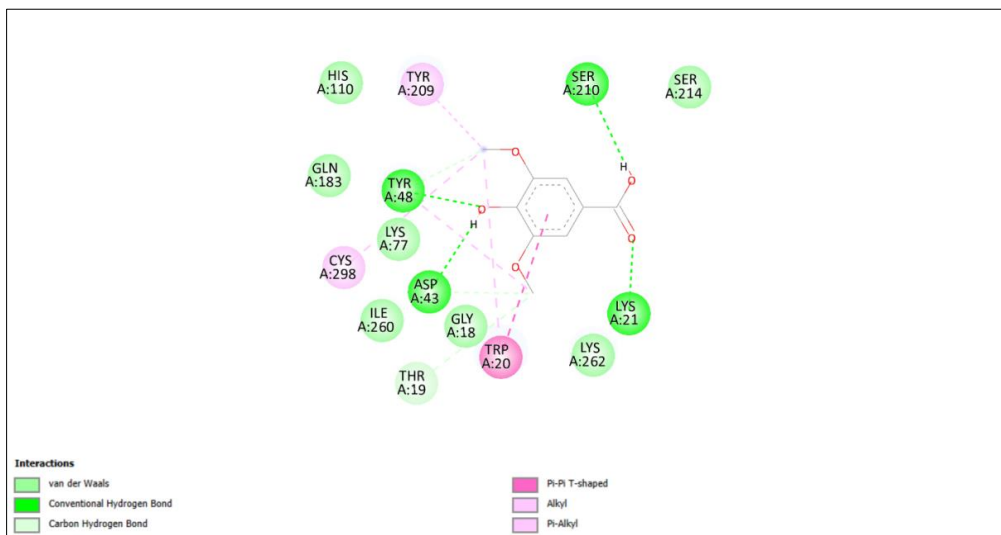 HIS
A:110
TYR
A:209
SER
A:210
SER
A:214
GLN
A:183
TYR
A:48
LYS
A:77
CYS
A:298
ASP
A:43
ILE
A:260
GLY
A:18
THR
A:19
TRP
A:20
LYS
A:21
LYS
A:262
O
H
O
O
H
O
O
Interactions
van der Waals
Conventional Hydrogen Bond
Carbon Hydrogen Bond
Pi-Pi T-shaped
Alkyl
Pi-Alkyl